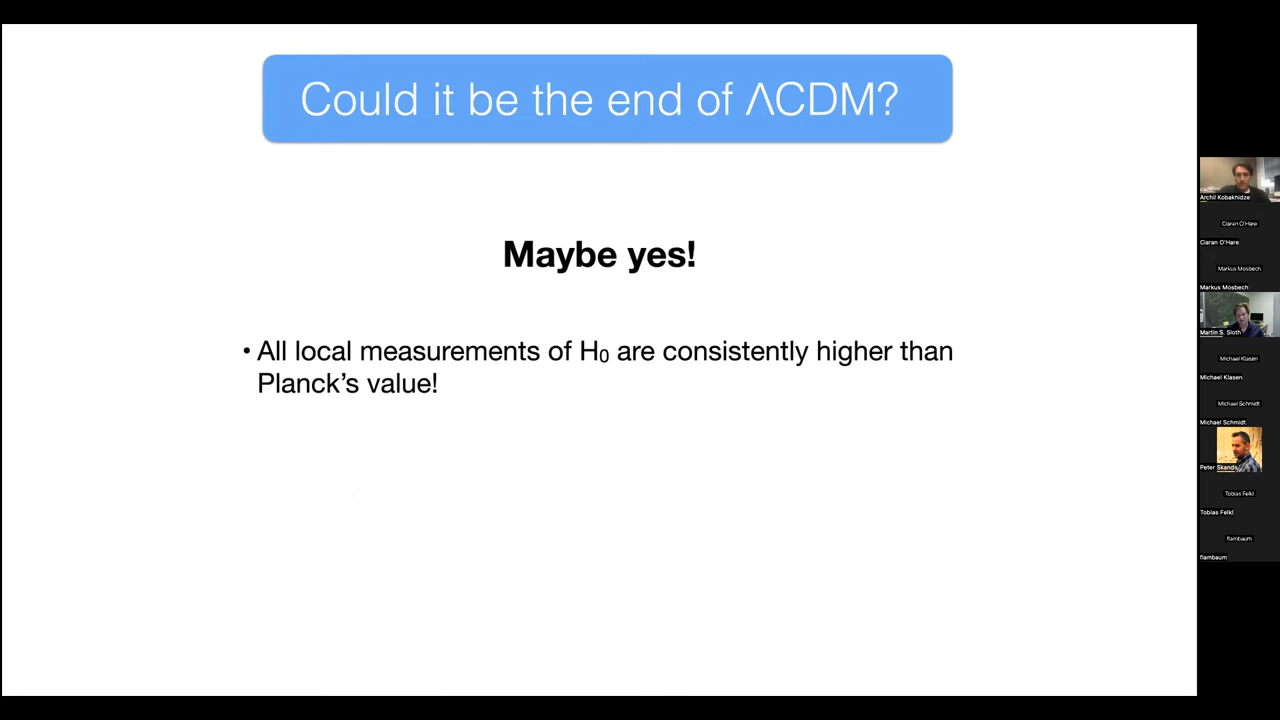 Could it be the end of ΛCDM?
Maybe yes!
• All local measurements of H₀ are consistently higher than
Planck’s value!
Archil Kobakhidze
Ciaran O'Hare
Ciaran O'Hare
Markus Mosbech
Markus Mosbech
Martin S. Sloth
Michael Klasen
Michael Klasen
Michael Schmidt
Michael Schmidt
Peter Skands
Tobias Felkl
Tobias Felkl
flambaum
flambaum